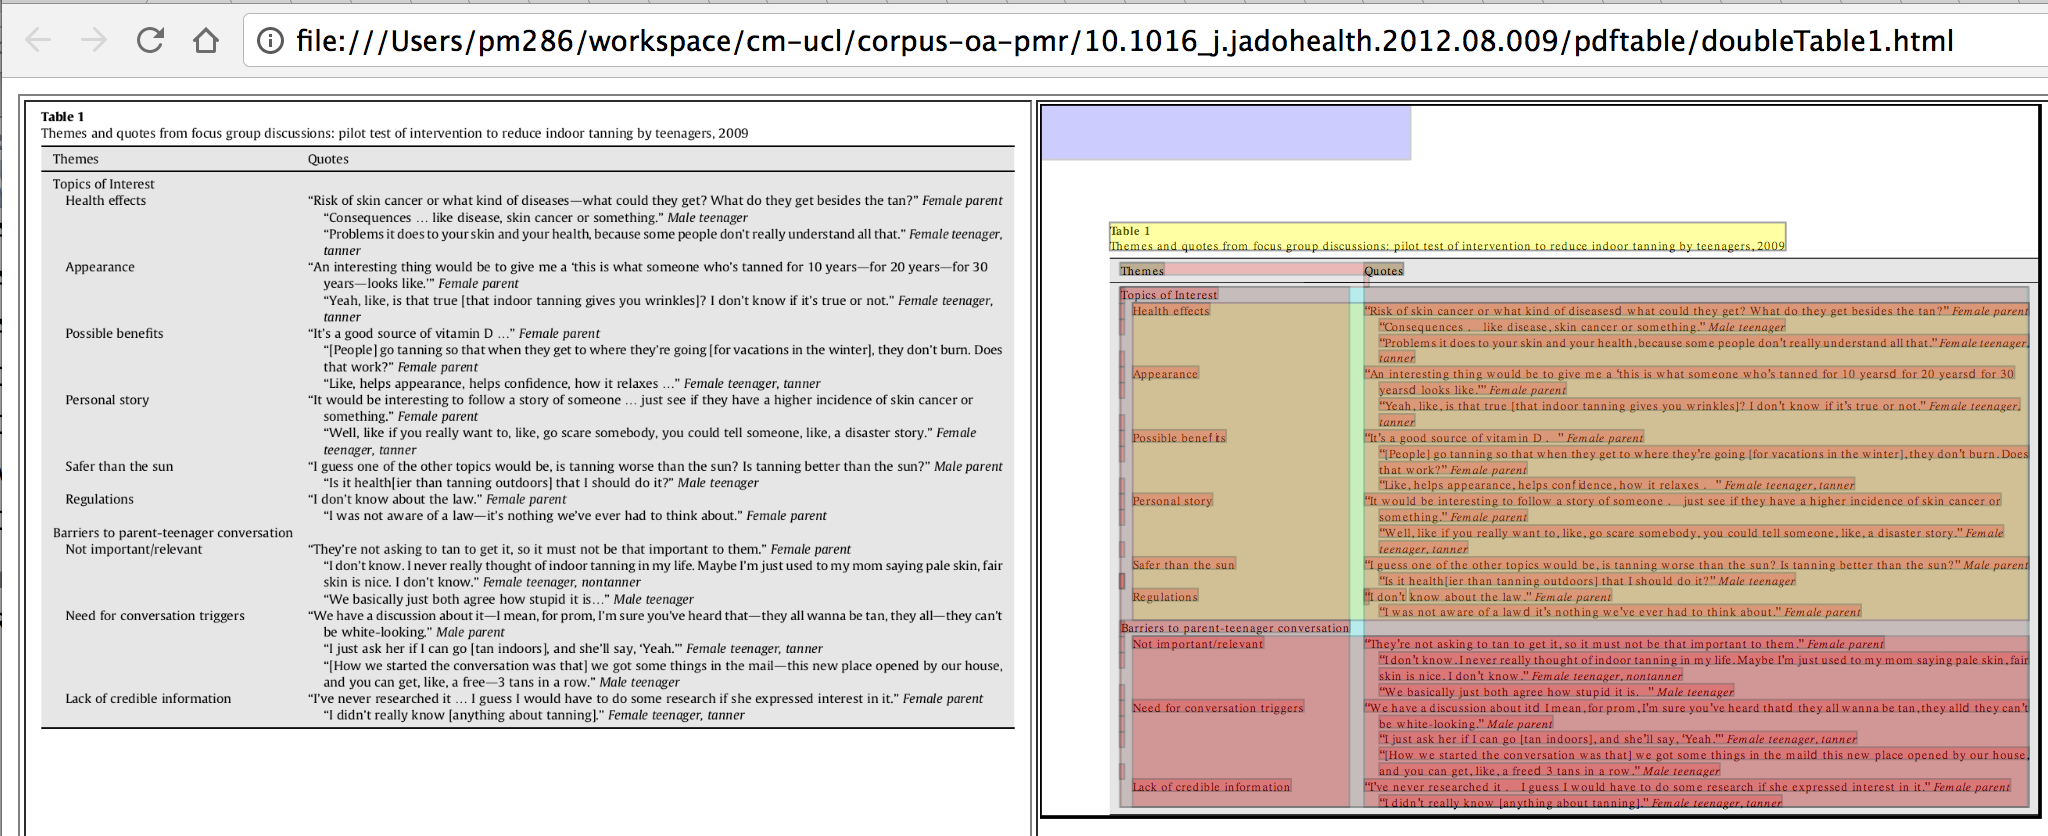 file:///Users/pm286/workspace/cm-ucl/corpus-oa-pmr/10.1016_j.jadohealth.2012.08.009/pdftable/doubleTable1.html
Table 1
Themes and quotes from focus group discussions: pilot test of intervention to reduce indoor tanning by teenagers, 2009
Themes Quotes
Topics of Interest
Health effects “Risk of skin cancer or what kind of diseases—what could they get? What do they get besides the tan?” Female parent
“Consequences … like disease, skin cancer or something.” Male teenager
“Problems it does to your skin and your health, because some people don't really understand all that.” Female teenager,
tanner
Appearance “An interesting thing would be to give me a ‘this is what someone who's tanned for 10 years—for 20 years—for 30
years—looks like.’” Female parent
“Yeah, like, is that true [that indoor tanning gives you wrinkles]? I don't know if it's true or not.” Female teenager,
tanner
Possible benefits “It's a good source of vitamin D …” Female parent
“[People] go tanning so that when they get to where they're going [for vacations in the winter], they don't burn. Does
that work?” Female parent
“Like, helps appearance, helps confidence, how it relaxes …” Female teenager, tanner
Personal story “It would be interesting to follow a story of someone … just see if they have a higher incidence of skin cancer or
something.” Female parent
“Well, like if you really want to, like, go scare somebody, you could tell someone, like, a disaster story.” Female
teenager, tanner
Safer than the sun “I guess one of the other topics would be, is tanning worse than the sun? Is tanning better than the sun?” Male parent
“Is it health[ier than tanning outdoors] that I should do it?” Male teenager
Regulations “I don't know about the law.” Female parent
“I was not aware of a law—it's nothing we've ever had to think about.” Female parent
Barriers to parent-teenager conversation
Not important/relevant “They're not asking to tan to get it, so it must not be that important to them.” Female parent
“I don't know. I never really thought of indoor tanning in my life. Maybe I'm just used to my mom saying pale skin, fair
skin is nice. I don't know.” Female teenager, nontanner
“We basically just both agree how stupid it is…” Male teenager
Need for conversation triggers “We have a discussion about it—I mean, for prom, I'm sure you've heard that—they all wanna be tan, they all—they can't
be white-looking.” Male parent
“I just ask her if I can go [tan indoors], and she'll say, ‘Yeah.’” Female teenager, tanner
“[How we started the conversation was that] we got some things in the mail—this new place opened by our house,
and you can get, like, a free—3 tans in a row.” Male teenager
Lack of credible information “I've never researched it … I guess I would have to do some research if she expressed interest in it.” Female parent
“I didn't really know [anything about tanning].” Female teenager, tanner
Table 1
Themes and quotes from focus group discussions: pilot test of intervention to reduce indoor tanning by teenagers, 2009
Themes Quotes
Topics of Interest
Health effects “Risk of skin cancer or what kind of diseasesd what could they get? What do they get besides the tan?” Female parent
“Consequences . like disease, skin cancer or something.” Male teenager
“Problems it does to your skin and your health, because some people don't really understand all that.” Female teenager,
tanner
Appearance “An interesting thing would be to give me a ‘this is what someone who's tanned for 10 yearsd for 20 yearsd for 30
yearsd looks like.’” Female parent
“Yeah, like, is that true [that indoor tanning gives you wrinkles]? I don't know if it's true or not.” Female teenager,
tanner
Possible benefits “It's a good source of vitamin D . ” Female parent
“[People] go tanning so that when they get to where they're going [for vacations in the winter], they don't burn. Does
that work?” Female parent
“Like, helps appearance, helps confidence, how it relaxes . ” Female teenager, tanner
Personal story “It would be interesting to follow a story of someone . just see if they have a higher incidence of skin cancer or
something.” Female parent
“Well, like if you really want to, like, go scare somebody, you could tell someone, like, a disaster story.” Female
teenager, tanner
Safer than the sun “I guess one of the other topics would be, is tanning worse than the sun? Is tanning better than the sun?” Male parent
“Is it health[ier than tanning outdoors] that I should do it?” Male teenager
Regulations “I don't know about the law.” Female parent
“I was not aware of a lawd it's nothing we've ever had to think about.” Female parent
Barriers to parent-teenager conversation
Not important/relevant “They're not asking to tan to get it, so it must not be that important to them.” Female parent
“I don't know. I never really thought of indoor tanning in my life. Maybe I'm just used to my mom saying pale skin, fair
skin is nice. I don't know.” Female teenager, nontanner
“We basically just both agree how stupid it is. ” Male teenager
Need for conversation triggers “We have a discussion about itd I mean, for prom, I'm sure you've heard thatd they all wanna be tan, they alld they can't
be white-looking.” Male parent
“I just ask her if I can go [tan indoors], and she'll say, ‘Yeah.’” Female teenager, tanner
“[How we started the conversation was that] we got some things in the maild this new place opened by our house,
and you can get, like, a freed 3 tans in a row.” Male teenager
Lack of credible information “I've never researched it . I guess I would have to do some research if she expressed interest in it.” Female parent
“I didn't really know [anything about tanning].” Female teenager, tanner